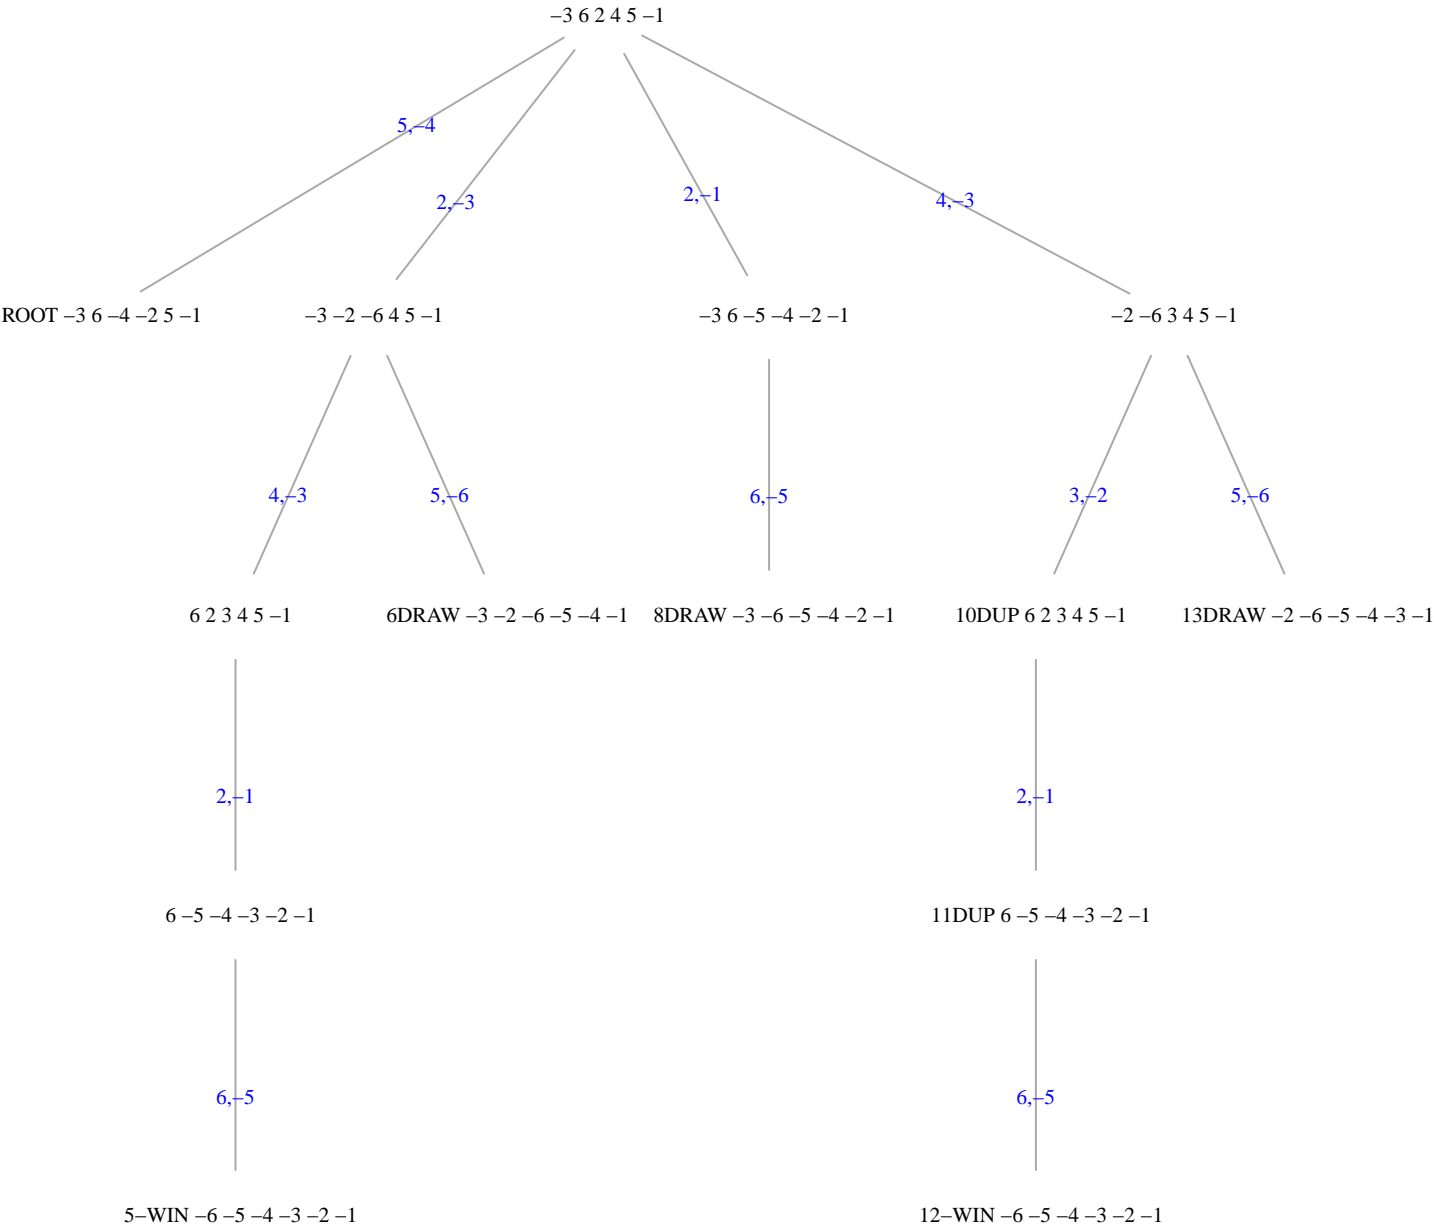 −3 6 2 4 5 −1
5,−4
2,−3
2,−1
4,−3
ROOT −3 6 −4 −2 5 −1
−3 −2 −6 4 5 −1
−3 6 −5 −4 −2 −1
−2 −6 3 4 5 −1
4,−3
5,−6
6,−5
3,−2
5,−6
6 2 3 4 5 −1
6DRAW −3 −2 −6 −5 −4 −1
8DRAW −3 −6 −5 −4 −2 −1
10DUP 6 2 3 4 5 −1
13DRAW −2 −6 −5 −4 −3 −1
2,−1
2,−1
6 −5 −4 −3 −2 −1
11DUP 6 −5 −4 −3 −2 −1
6,−5
6,−5
5−WIN −6 −5 −4 −3 −2 −1
12−WIN −6 −5 −4 −3 −2 −1